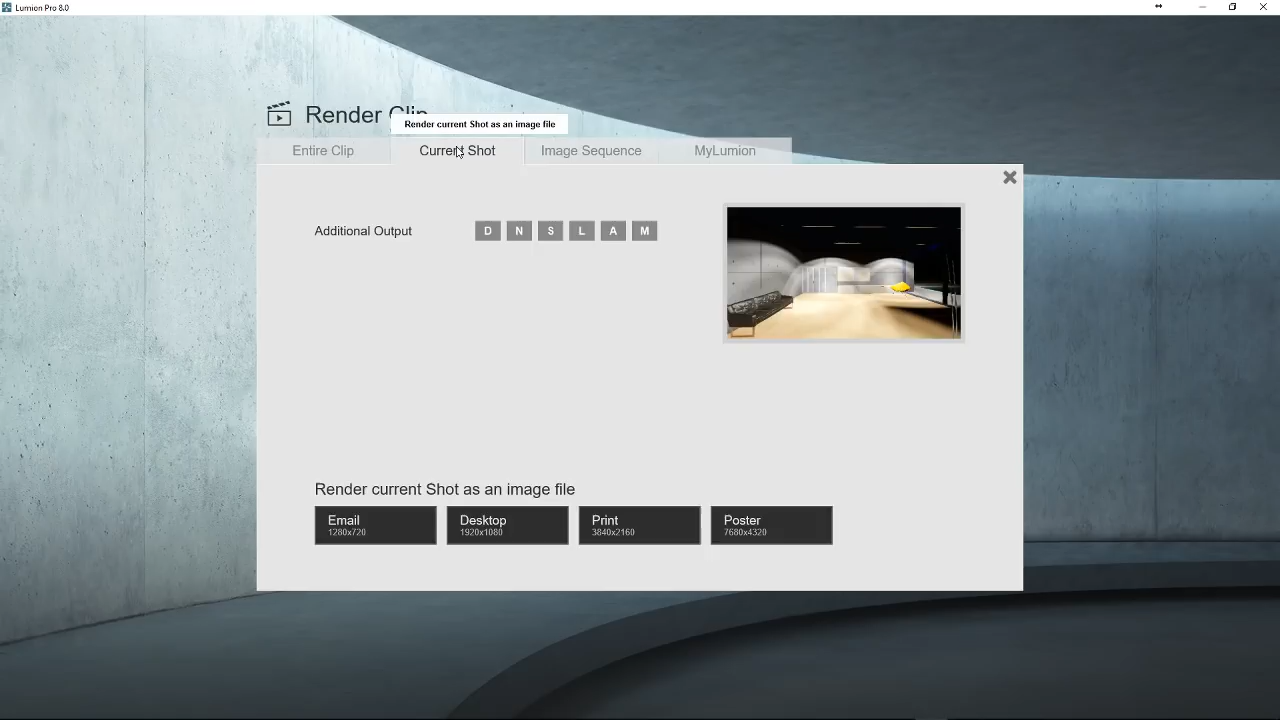 Lumion Pro 8.0
Render Clip
Render current Shot as an image file
Entire Clip
Current Shot
Image Sequence
MyLumion
Additional Output
D N S L A M
Render current Shot as an image file
Email
1280x720
Desktop
1920x1080
Print
3840x2160
Poster
7680x4320